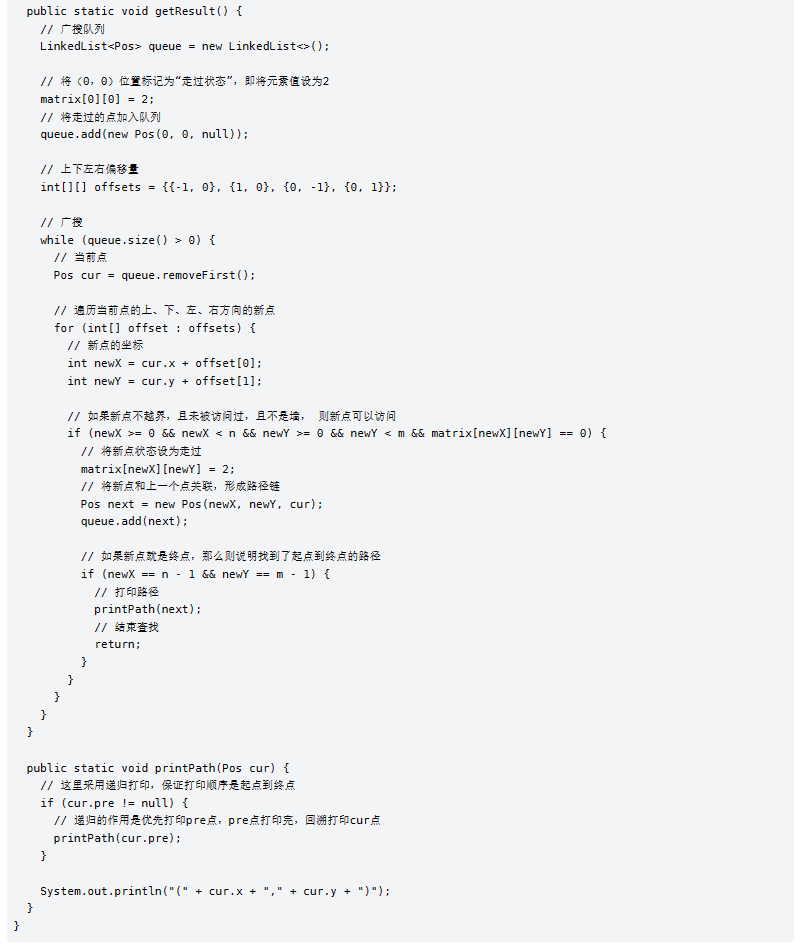 public static void getResult() {
// 广搜队列
LinkedList<Pos> queue = new LinkedList<>();
// 将（0，0）位置标记为“走过状态”，即将元素值设为2
matrix[0][0] = 2;
// 将走过的点加入队列
queue.add(new Pos(0, 0, null));
// 上下左右偏移量
int[][] offsets = {{-1, 0}, {1, 0}, {0, -1}, {0, 1}};
// 广搜
while (queue.size() > 0) {
// 当前点
Pos cur = queue.removeFirst();
// 遍历当前点的上、下、左、右方向的新点
for (int[] offset : offsets) {
// 新点的坐标
int newX = cur.x + offset[0];
int newY = cur.y + offset[1];
// 如果新点不越界，且未被访问过，且不是墙， 则新点可以访问
if (newX >= 0 && newX < n && newY >= 0 && newY < m && matrix[newX][newY] == 0) {
// 将新点状态设为走过
matrix[newX][newY] = 2;
// 将新点和上一个点关联，形成路径链
Pos next = new Pos(newX, newY, cur);
queue.add(next);
// 如果新点就是终点，那么则说明找到了起点到终点的路径
if (newX == n - 1 && newY == m - 1) {
// 打印路径
printPath(next);
// 结束查找
return;
}
}
}
}
}
public static void printPath(Pos cur) {
// 这里采用递归打印，保证打印顺序是起点到终点
if (cur.pre != null) {
// 递归的作用是优先打印pre点，pre点打印完，回溯打印cur点
printPath(cur.pre);
}
System.out.println("(" + cur.x + "," + cur.y + ")");
}
}